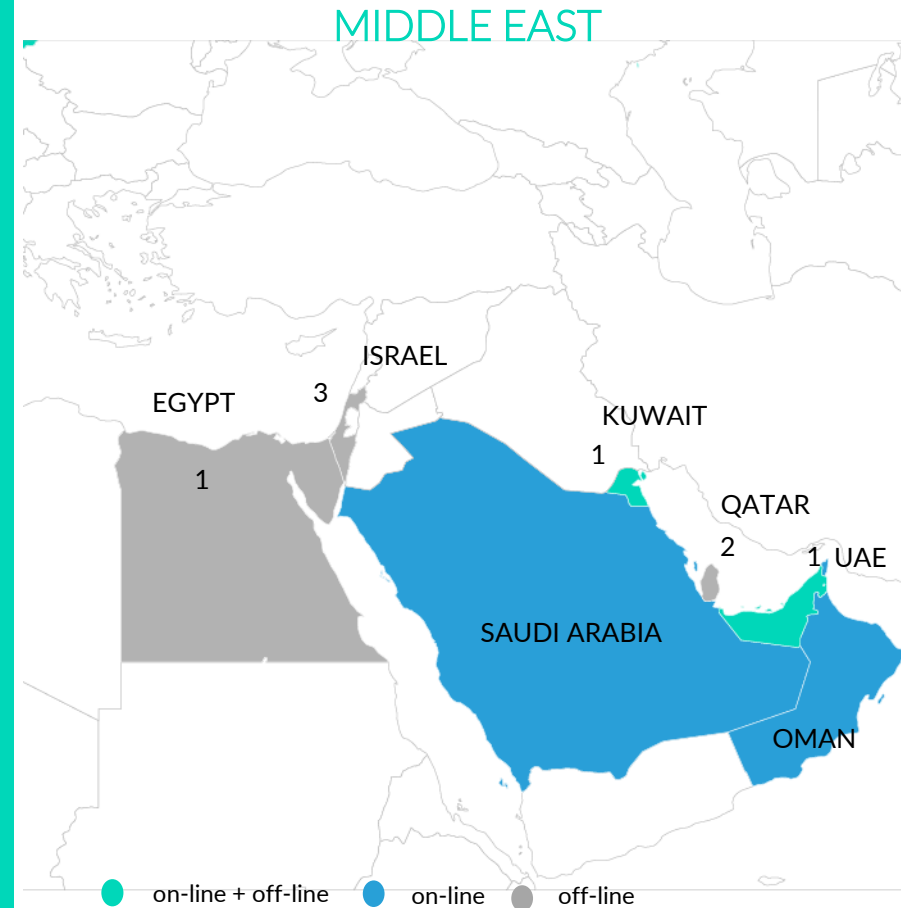 MIDDLE EAST
ISRAEL
3
EGYPT
KUWAIT
1
1
QATAR
2
1 UAE
SAUDI ARABIA
OMAN
on-line + off-line
on-line
off-line